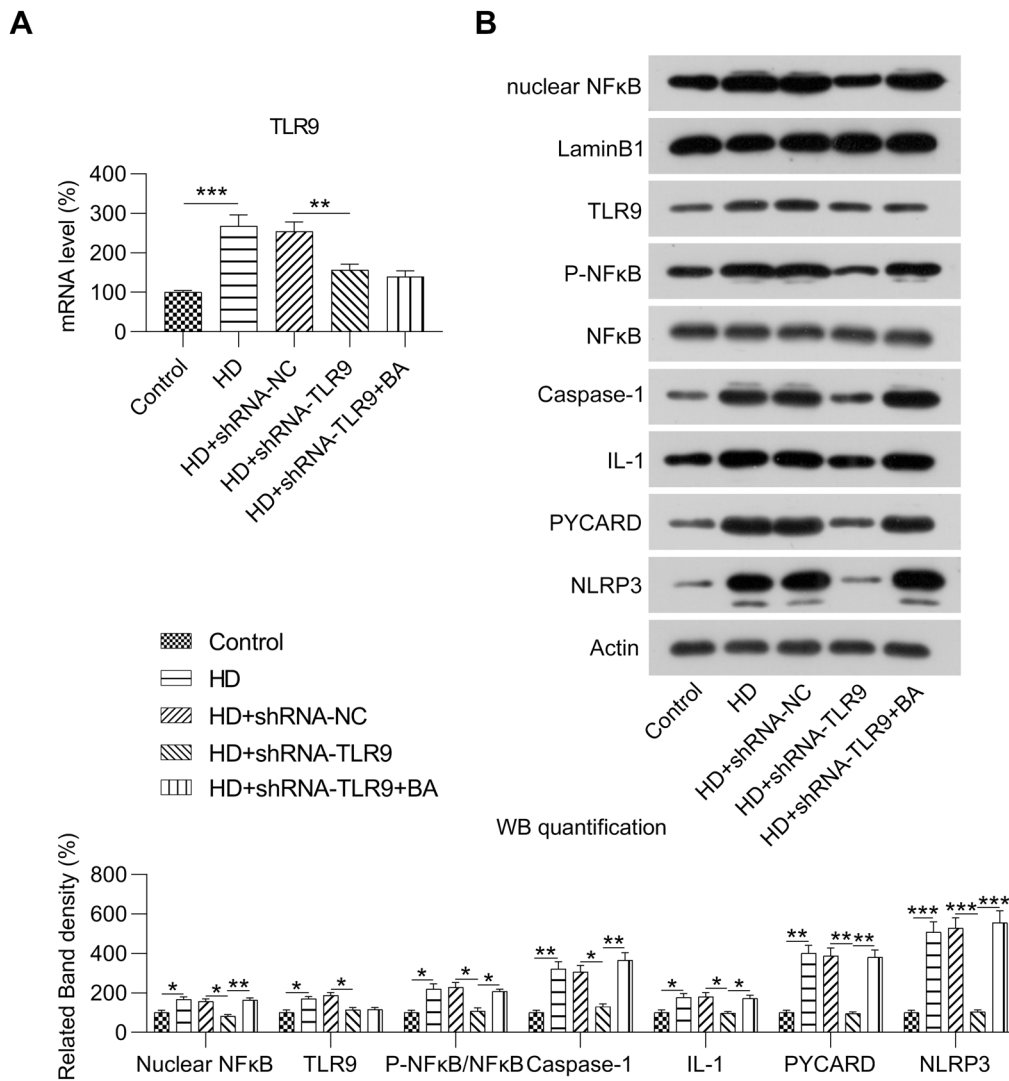 A
B
TLR9
mRNA level (%)
400
300
200
100
0
***
**
Control
HD
HD+shRNA-NC
HD+shRNA-TLR9
HD+shRNA-TLR9+BA
nuclear NFκB
LaminB1
TLR9
P-NFκB
NFκB
Caspase-1
IL-1
PYCARD
NLRP3
Actin
Control
HD
HD+shRNA-NC
HD+shRNA-TLR9
HD+shRNA-TLR9+BA
Control
HD
HD+shRNA-NC
HD+shRNA-TLR9
HD+shRNA-TLR9+BA
WB quantification
Related Band density (%)
800
600
400
200
0
* * **
* *
* * *
** * **
* * *
** ** **
*** *** ***
Nuclear NFκB TLR9 P-NFκB/NFκB Caspase-1 IL-1 PYCARD NLRP3